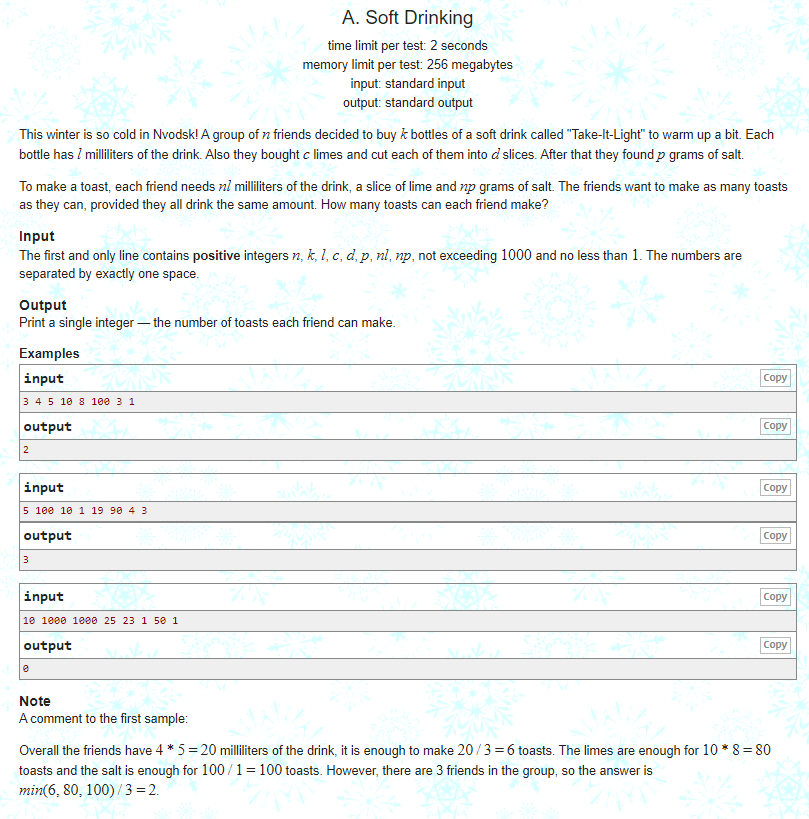 A. Soft Drinking
time limit per test: 2 seconds
memory limit per test: 256 megabytes
input: standard input
output: standard output
This winter is so cold in Nvodsk! A group of n friends decided to buy k bottles of a soft drink called "Take-It-Light" to warm up a bit. Each
bottle has l milliliters of the drink. Also they bought c limes and cut each of them into d slices. After that they found p grams of salt.
To make a toast, each friend needs nl milliliters of the drink, a slice of lime and np grams of salt. The friends want to make as many toasts
as they can, provided they all drink the same amount. How many toasts can each friend make?
Input
The first and only line contains positive integers n, k, l, c, d, p, nl, np, not exceeding 1000 and no less than 1. The numbers are
separated by exactly one space.
Output
Print a single integer — the number of toasts each friend can make.
Examples
input Copy
3 4 5 10 8 100 3 1
output Copy
2
input Copy
5 100 10 1 19 90 4 3
output Copy
3
input Copy
10 1000 1000 25 23 1 50 1
output Copy
0
Note
A comment to the first sample:
Overall the friends have 4 * 5 = 20 milliliters of the drink, it is enough to make 20 / 3 = 6 toasts. The limes are enough for 10 * 8 = 80
toasts and the salt is enough for 100 / 1 = 100 toasts. However, there are 3 friends in the group, so the answer is
min(6, 80, 100) / 3 = 2.